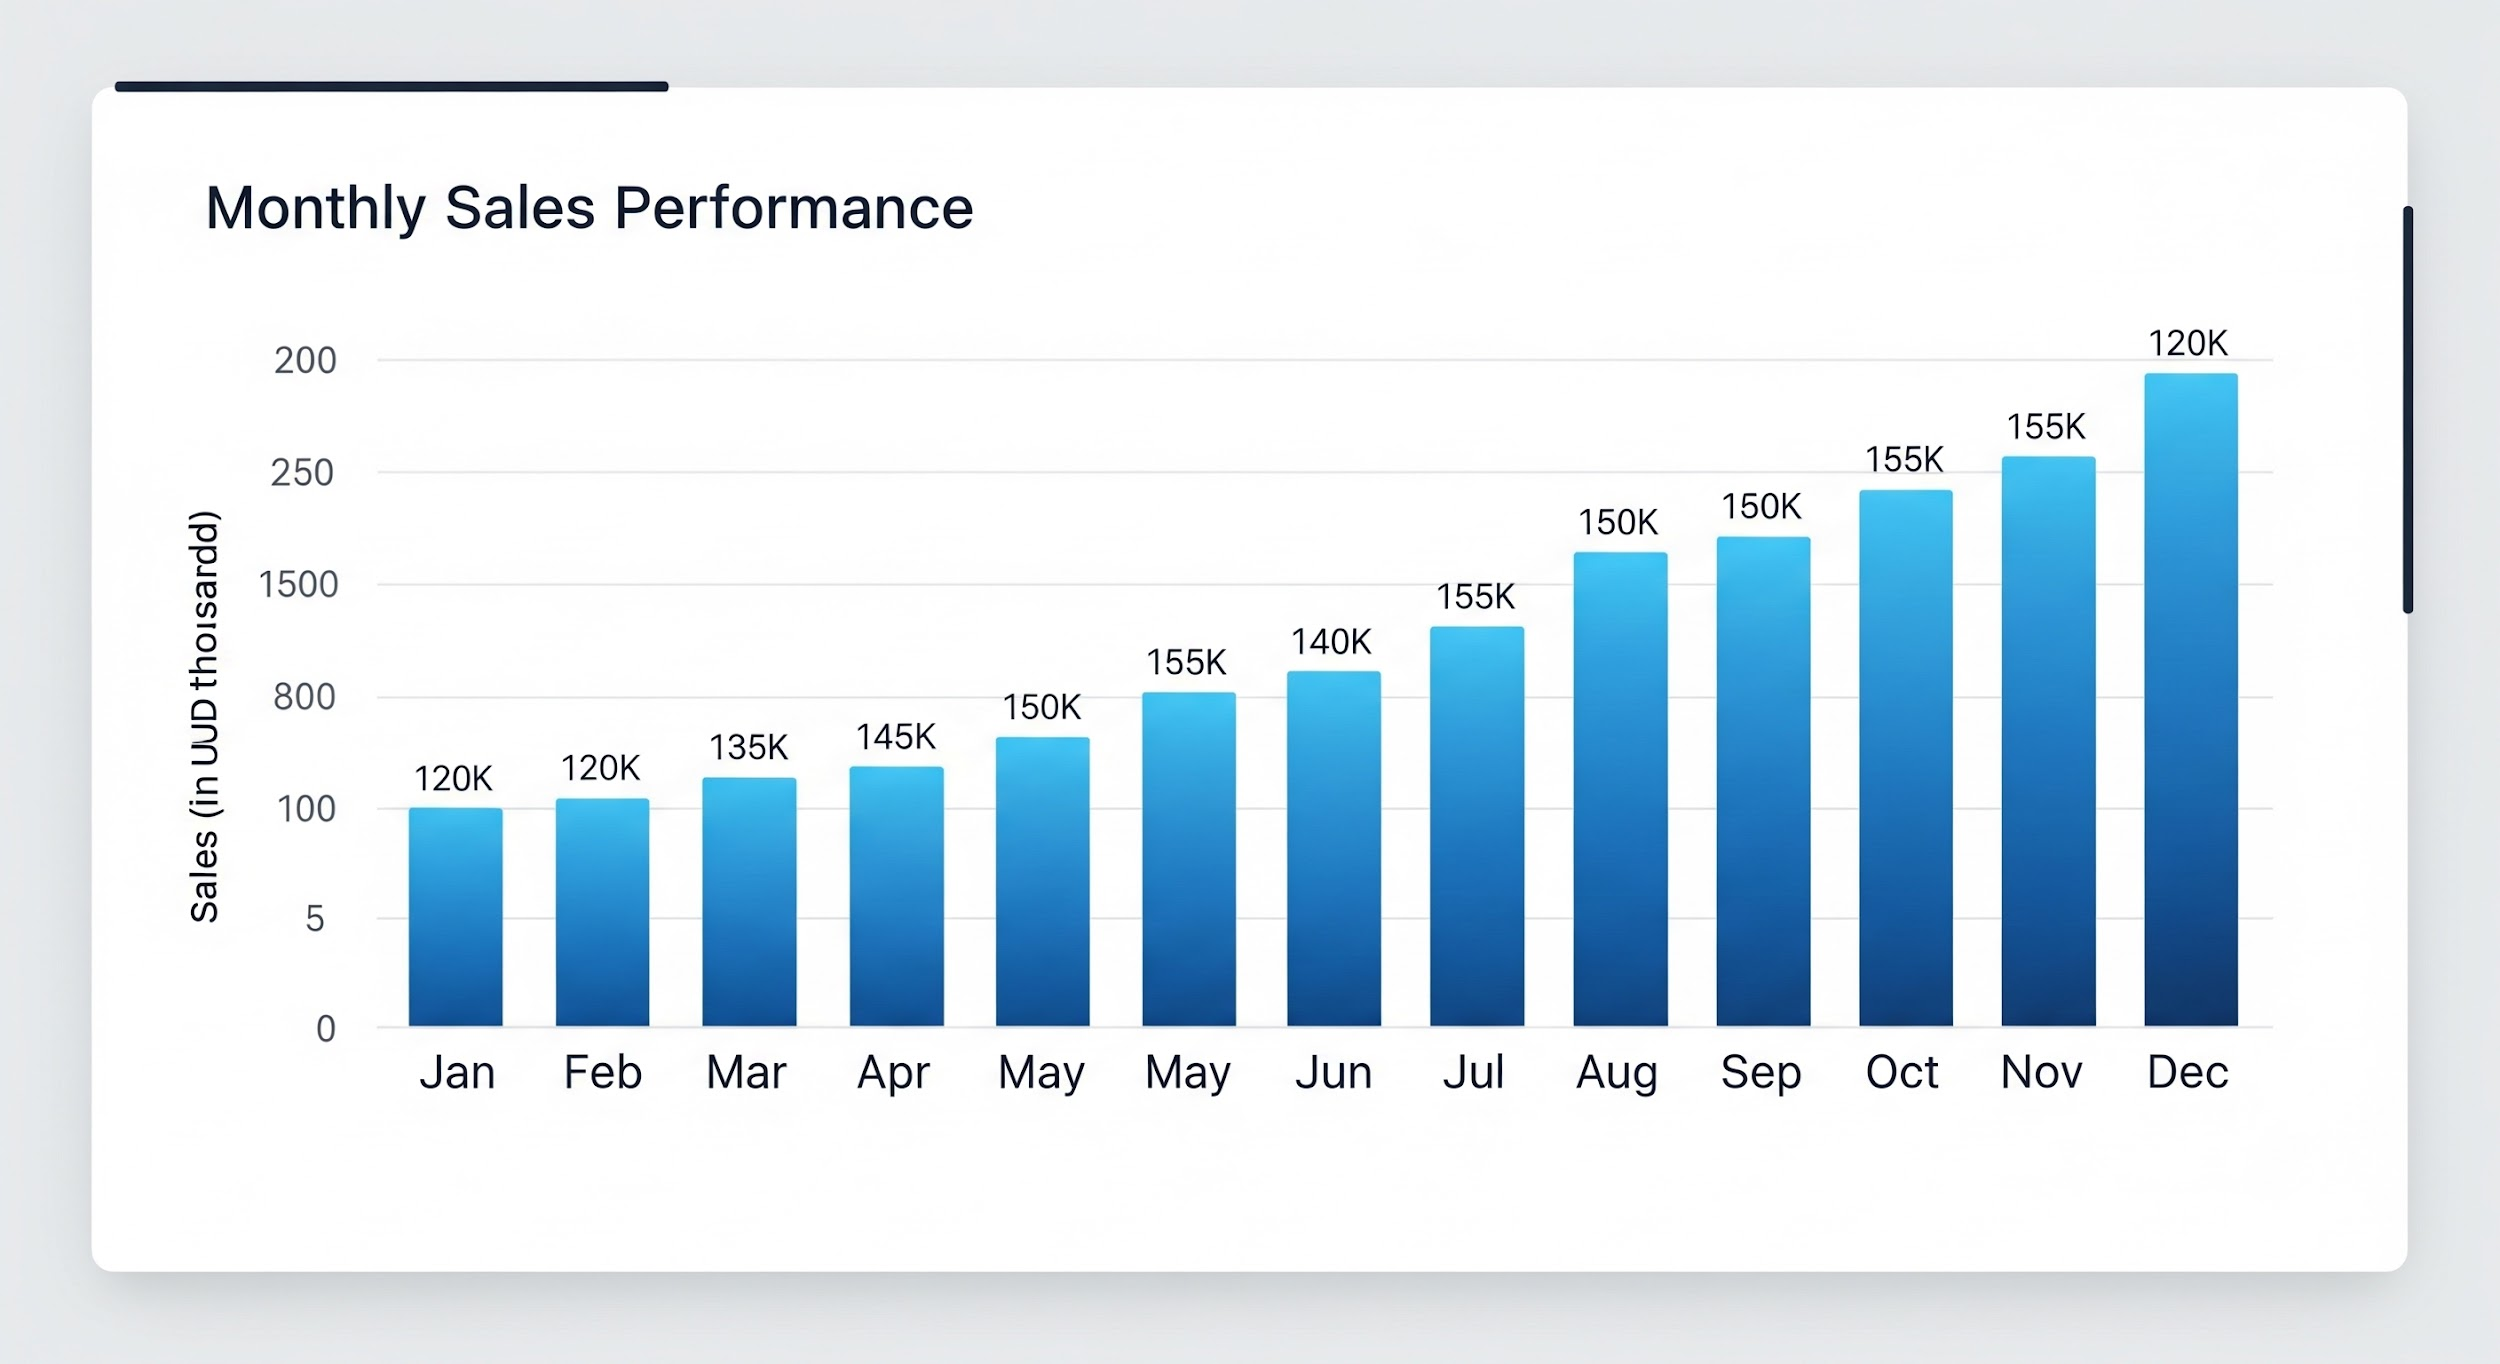 Monthly Sales Performance
Sales (in UUD thoısardd)
200
250
1500
800
100
5
0
120K
120K
135K
145K
150K
155K
140K
155K
150K
150K
155K
155K
120K
Jan Feb Mar Apr May May Jun Jul Aug Sep Oct Nov Dec